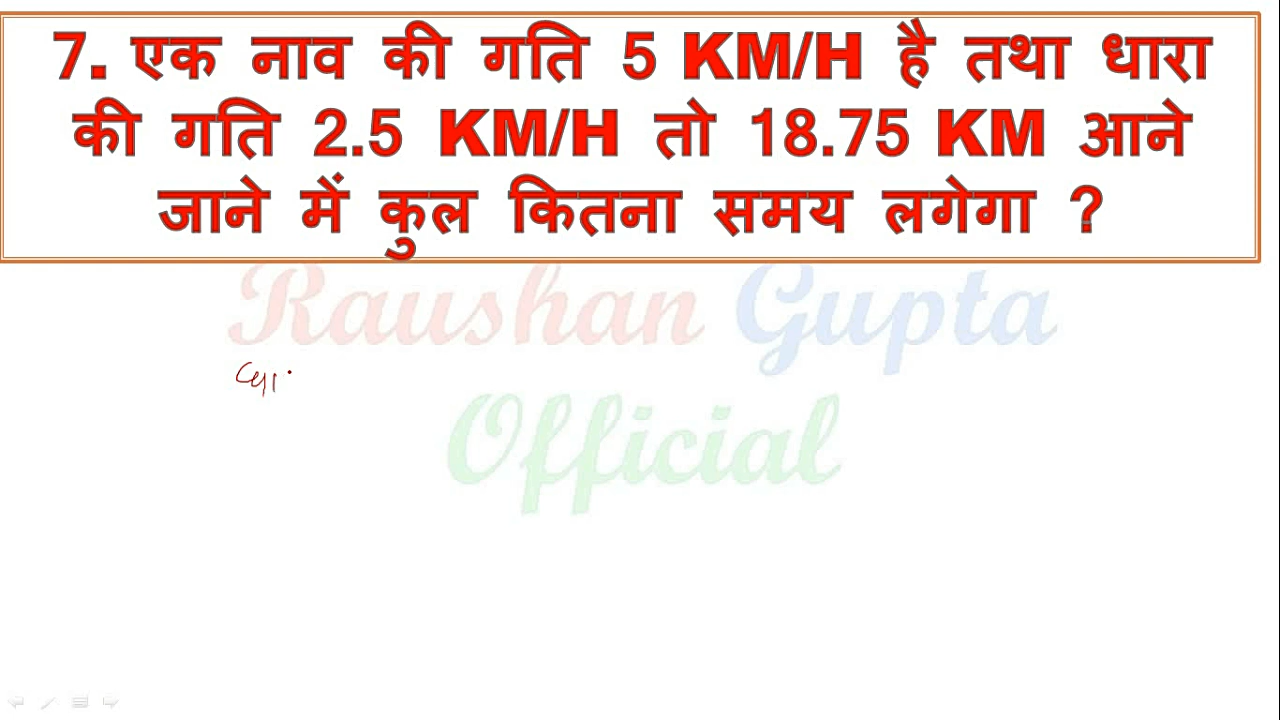 7. एक नाव की गति 5 KM/H है तथा धारा
की गति 2.5 KM/H तो 18.75 KM आने
जाने में कुल कितना समय लगेगा ?
Raushan Gupta
Official